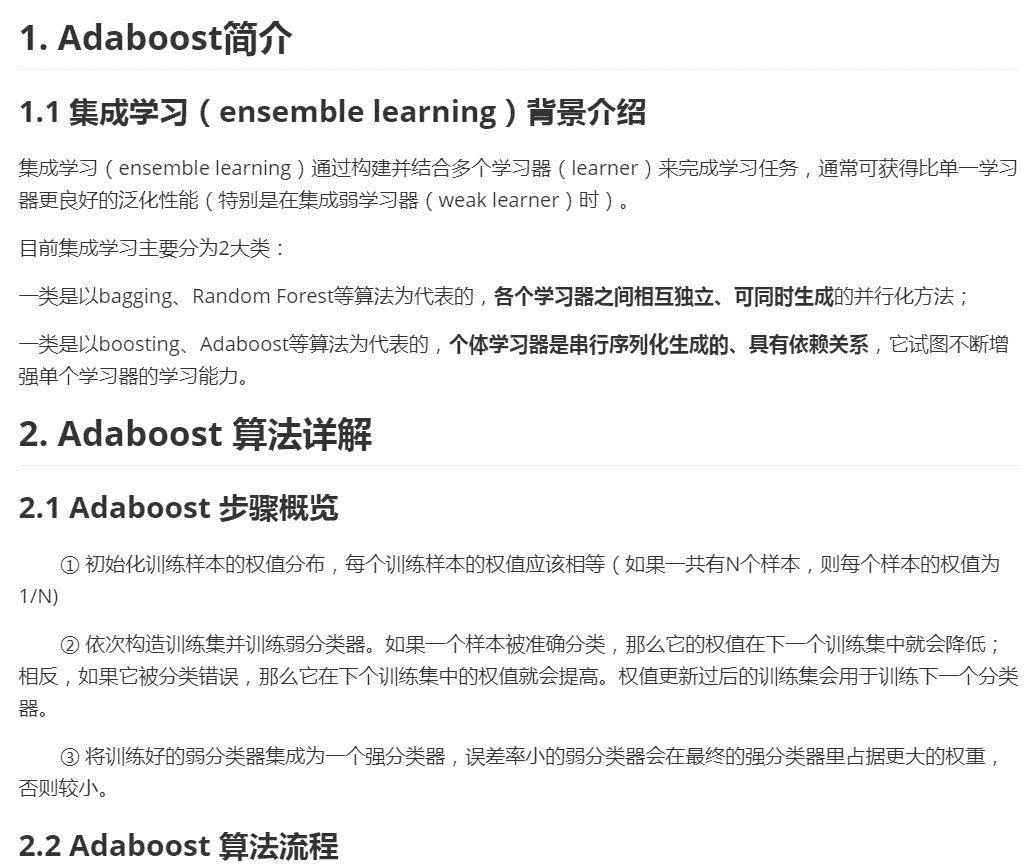 1. Adaboost简介
1.1 集成学习（ensemble learning）背景介绍
集成学习（ensemble learning）通过构建并结合多个学习器（learner）来完成学习任务，通常可获得比单一学习
器更良好的泛化性能（特别是在集成弱学习器（weak learner）时）。
目前集成学习主要分为2大类：
一类是以bagging、Random Forest等算法为代表的，各个学习器之间相互独立、可同时生成的并行化方法；
一类是以boosting、Adaboost等算法为代表的，个体学习器是串行序列化生成的、具有依赖关系，它试图不断增
强单个学习器的学习能力。
2. Adaboost 算法详解
2.1 Adaboost 步骤概览
① 初始化训练样本的权值分布，每个训练样本的权值应该相等（如果一共有N个样本，则每个样本的权值为
1/N)
② 依次构造训练集并训练弱分类器。如果一个样本被准确分类，那么它的权值在下一个训练集中就会降低；
相反，如果它被分类错误，那么它在下个训练集中的权值就会提高。权值更新过后的训练集会用于训练下一个分类
器。
③ 将训练好的弱分类器集成为一个强分类器，误差率小的弱分类器会在最终的强分类器里占据更大的权重，
否则较小。
2.2 Adaboost 算法流程